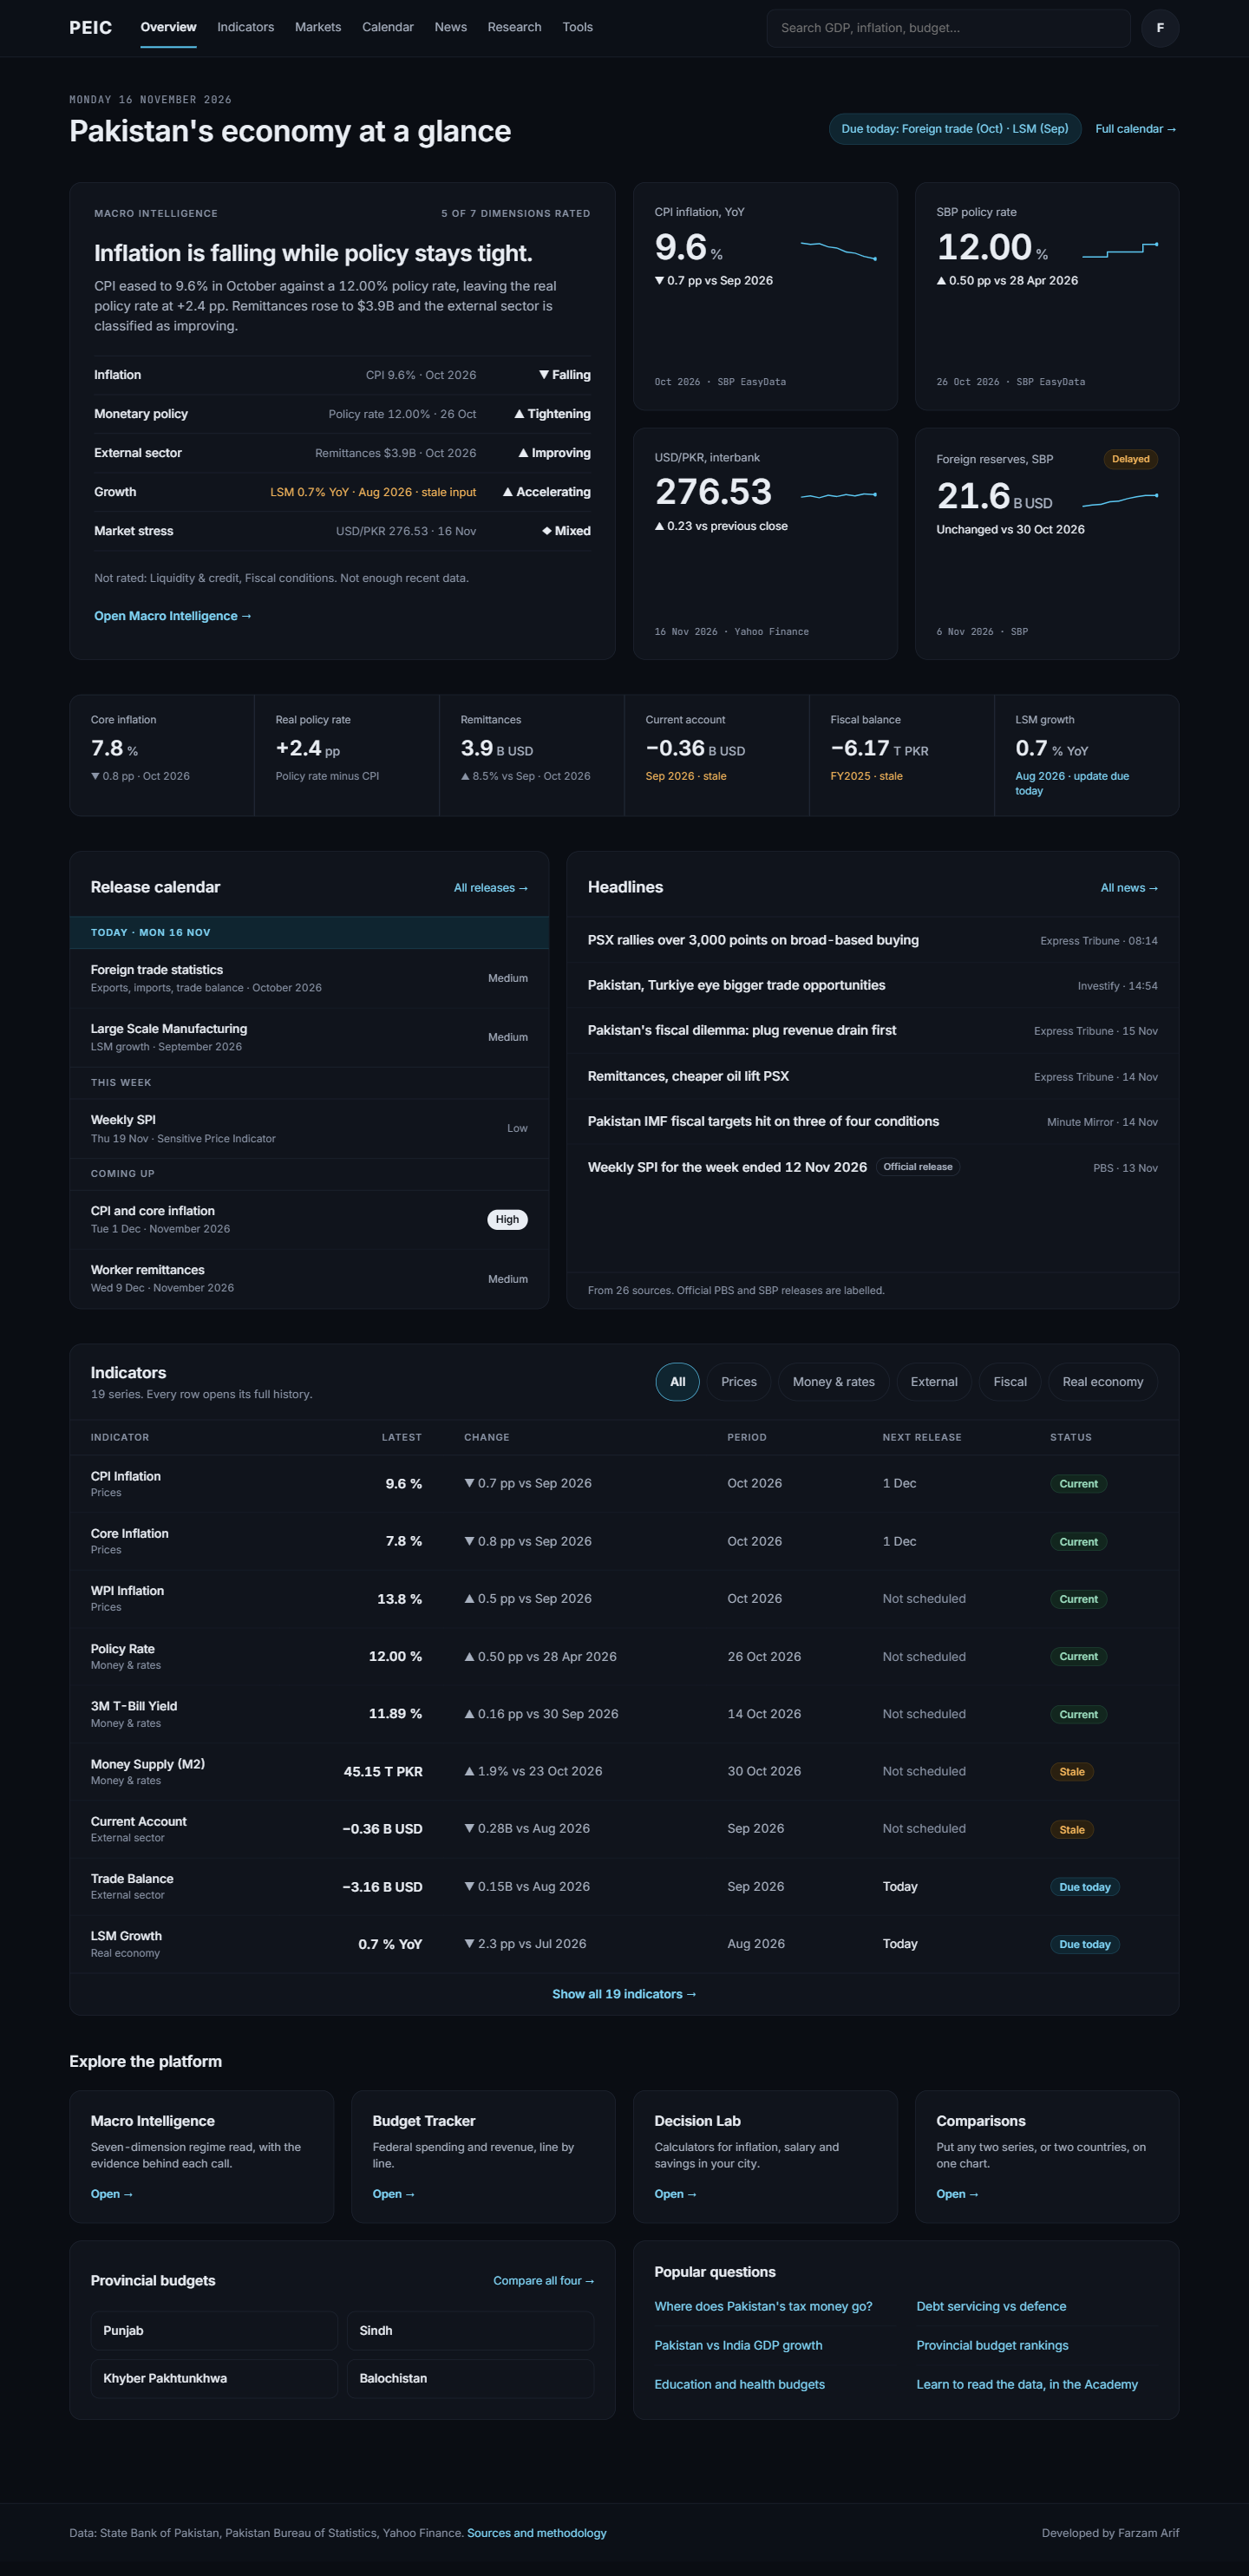 PEIC
Overview
Indicators
Markets
Calendar
News
Research
Tools
Search GDP, inflation, budget...
F
MONDAY 16 NOVEMBER 2026
Pakistan's economy at a glance
Due today: Foreign trade (Oct) · LSM (Sep)
Full calendar →
MACRO INTELLIGENCE
5 OF 7 DIMENSIONS RATED
Inflation is falling while policy stays tight.
CPI eased to 9.6% in October against a 12.00% policy rate, leaving the real
policy rate at +2.4 pp. Remittances rose to $3.9B and the external sector is
classified as improving.
Inflation
CPI 9.6% · Oct 2026
▼ Falling
Monetary policy
Policy rate 12.00% · 26 Oct
▲ Tightening
External sector
Remittances $3.9B · Oct 2026
▲ Improving
Growth
LSM 0.7% YoY · Aug 2026 · stale input
▲ Accelerating
Market stress
USD/PKR 276.53 · 16 Nov
◆ Mixed
Not rated: Liquidity & credit, Fiscal conditions. Not enough recent data.
Open Macro Intelligence →
CPI inflation, YoY
9.6 %
▼ 0.7 pp vs Sep 2026
Oct 2026 · SBP EasyData
SBP policy rate
12.00 %
▲ 0.50 pp vs 28 Apr 2026
26 Oct 2026 · SBP EasyData
USD/PKR, interbank
276.53
▲ 0.23 vs previous close
16 Nov 2026 · Yahoo Finance
Foreign reserves, SBP
Delayed
21.6 B USD
Unchanged vs 30 Oct 2026
6 Nov 2026 · SBP
Core inflation
7.8 %
▼ 0.8 pp · Oct 2026
Real policy rate
+2.4 pp
Policy rate minus CPI
Remittances
3.9 B USD
▲ 8.5% vs Sep · Oct 2026
Current account
−0.36 B USD
Sep 2026 · stale
Fiscal balance
−6.17 T PKR
FY2025 · stale
LSM growth
0.7 % YoY
Aug 2026 · update due
today
Release calendar
All releases →
TODAY · MON 16 NOV
Foreign trade statistics
Exports, imports, trade balance · October 2026
Medium
Large Scale Manufacturing
LSM growth · September 2026
Medium
THIS WEEK
Weekly SPI
Thu 19 Nov · Sensitive Price Indicator
Low
COMING UP
CPI and core inflation
Tue 1 Dec · November 2026
High
Worker remittances
Wed 9 Dec · November 2026
Medium
Headlines
All news →
PSX rallies over 3,000 points on broad-based buying
Express Tribune · 08:14
Pakistan, Turkiye eye bigger trade opportunities
Investify · 14:54
Pakistan's fiscal dilemma: plug revenue drain first
Express Tribune · 15 Nov
Remittances, cheaper oil lift PSX
Express Tribune · 14 Nov
Pakistan IMF fiscal targets hit on three of four conditions
Minute Mirror · 14 Nov
Weekly SPI for the week ended 12 Nov 2026
Official release
PBS · 13 Nov
From 26 sources. Official PBS and SBP releases are labelled.
Indicators
19 series. Every row opens its full history.
All
Prices
Money & rates
External
Fiscal
Real economy
INDICATOR LATEST CHANGE PERIOD NEXT RELEASE STATUS
CPI Inflation
Prices
9.6 % ▼ 0.7 pp vs Sep 2026 Oct 2026 1 Dec Current
Core Inflation
Prices
7.8 % ▼ 0.8 pp vs Sep 2026 Oct 2026 1 Dec Current
WPI Inflation
Prices
13.8 % ▲ 0.5 pp vs Sep 2026 Oct 2026 Not scheduled Current
Policy Rate
Money & rates
12.00 % ▲ 0.50 pp vs 28 Apr 2026 26 Oct 2026 Not scheduled Current
3M T-Bill Yield
Money & rates
11.89 % ▲ 0.16 pp vs 30 Sep 2026 14 Oct 2026 Not scheduled Current
Money Supply (M2)
Money & rates
45.15 T PKR ▲ 1.9% vs 23 Oct 2026 30 Oct 2026 Not scheduled Stale
Current Account
External sector
−0.36 B USD ▼ 0.28B vs Aug 2026 Sep 2026 Not scheduled Stale
Trade Balance
External sector
−3.16 B USD ▼ 0.15B vs Aug 2026 Sep 2026 Today Due today
LSM Growth
Real economy
0.7 % YoY ▼ 2.3 pp vs Jul 2026 Aug 2026 Today Due today
Show all 19 indicators →
Explore the platform
Macro Intelligence
Seven-dimension regime read, with the
evidence behind each call.
Open →
Budget Tracker
Federal spending and revenue, line by
line.
Open →
Decision Lab
Calculators for inflation, salary and
savings in your city.
Open →
Comparisons
Put any two series, or two countries, on
one chart.
Open →
Provincial budgets
Compare all four →
Punjab
Sindh
Khyber Pakhtunkhwa
Balochistan
Popular questions
Where does Pakistan's tax money go?
Debt servicing vs defence
Pakistan vs India GDP growth
Provincial budget rankings
Education and health budgets
Learn to read the data, in the Academy
Data: State Bank of Pakistan, Pakistan Bureau of Statistics, Yahoo Finance. Sources and methodology
Developed by Farzam Arif